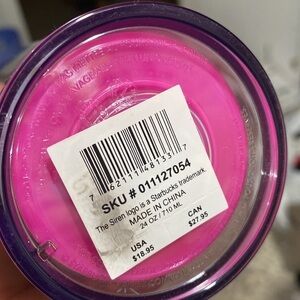 7 62111 48133 7
SKU # 011127054
The Siren logo is a Starbucks trademark.
MADE IN CHINA
24 OZ / 710 ML
USA
$18.95
CAN
$27.95